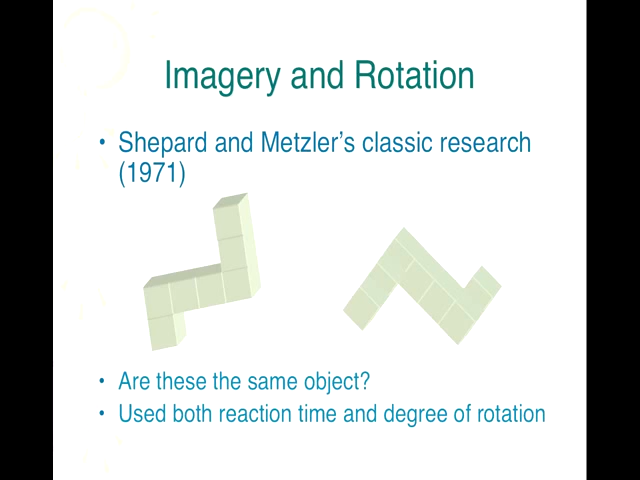 Imagery and Rotation
• Shepard and Metzler's classic research
(1971)
• Are these the same object?
• Used both reaction time and degree of rotation